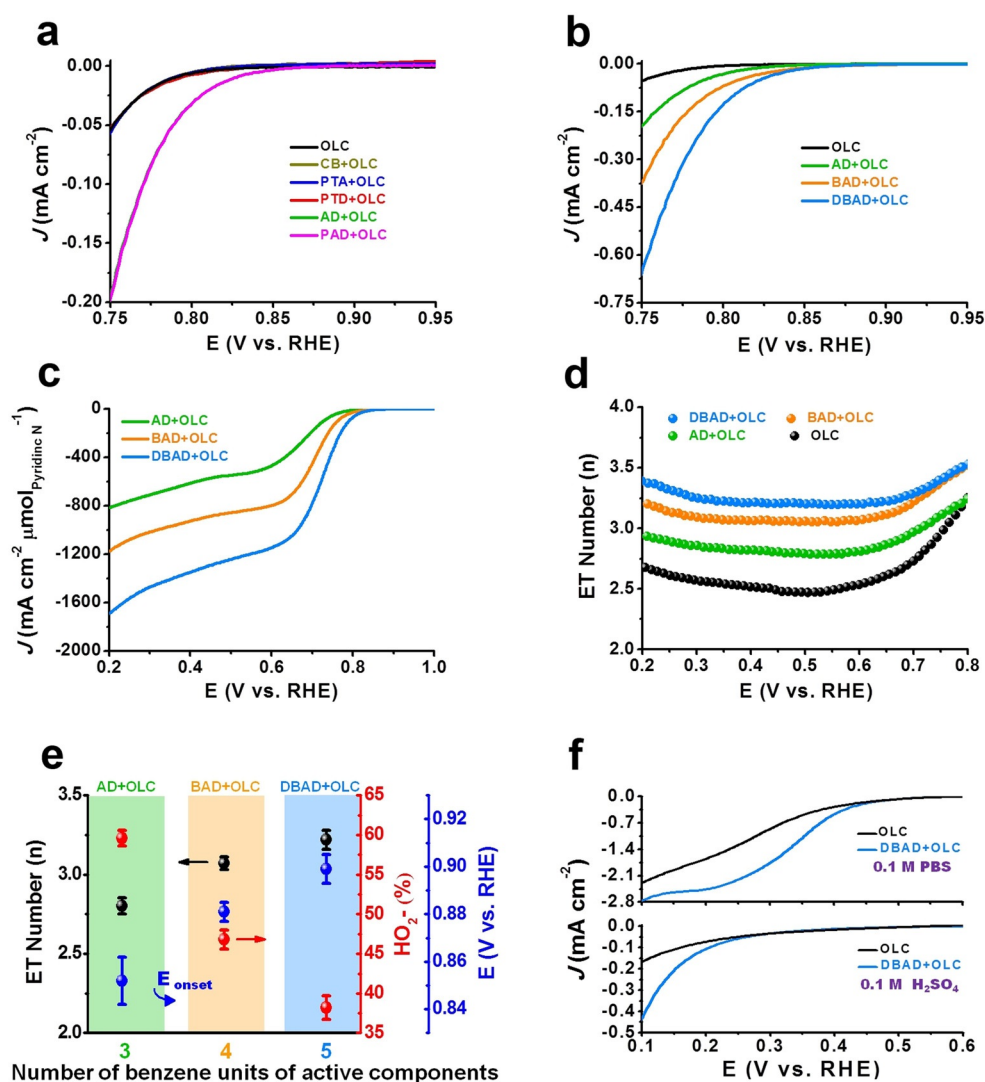 a
0.00
-0.05
-0.10
-0.15
-0.20
J (mA cm-2)
OLC
CB+OLC
PTA+OLC
PTD+OLC
AD+OLC
PAD+OLC
0.75 0.80 0.85 0.90 0.95
E (V vs. RHE)
b
0.00
-0.15
-0.30
-0.45
-0.60
-0.75
J (mA cm-2)
OLC
AD+OLC
BAD+OLC
DBAD+OLC
0.75 0.80 0.85 0.90 0.95
E (V vs. RHE)
c
0
-400
-800
-1200
-1600
-2000
J (mA cm-2 μmolPyridinc N-1)
AD+OLC
BAD+OLC
DBAD+OLC
0.2 0.4 0.6 0.8 1.0
E (V vs. RHE)
d
4.0
3.5
3.0
2.5
2.0
ET Number (n)
DBAD+OLC BAD+OLC
AD+OLC OLC
0.2 0.3 0.4 0.5 0.6 0.7 0.8
E (V vs. RHE)
e
AD+OLC BAD+OLC DBAD+OLC
3.5
3.0
2.5
2.0
ET Number (n)
Eonset
65
60
55
50
45
40
35
HO2- (%)
0.92
0.90
0.88
0.86
0.84
E (V vs. RHE)
3 4 5
Number of benzene units of active components
f
0.0
-0.7
-1.4
-2.1
-2.8
OLC
DBAD+OLC
0.1 M PBS
J (mA cm-2)
0.0
-0.1
-0.2
-0.3
-0.4
-0.5
OLC
DBAD+OLC
0.1 M H2SO4
0.1 0.2 0.3 0.4 0.5 0.6
E (V vs. RHE)